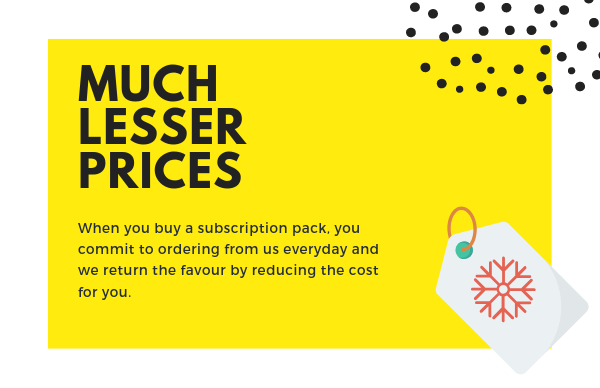 MUCH
LESSER
PRICES
When you buy a subscription pack, you
commit to ordering from us everyday and
we return the favour by reducing the cost
for you.